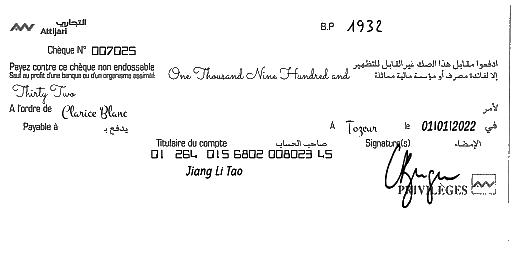 التجاري
Attijari
B.P 1932
Chèque N° 007025
Payez contre ce chèque non endossable
Sauf au profit d'une banque ou d'un organisme assimilé
One Thousand Nine Hundred and
ادفعوا مقابل هذا الصك غير القابل للتظهير
إلا لفائدة مصرف أو مؤسسة مالية مماثلة
Thirty Two
A l'ordre de Clarice Blanc لأمر
Payable à يدفع بـ A Tozeur le 01/01/2022 في
Titulaire du compte صاحب الحساب Signature(s) الإمضاء
01 264 015 6802 008023 45
Jiang Li Tao
PRIVILÈGES